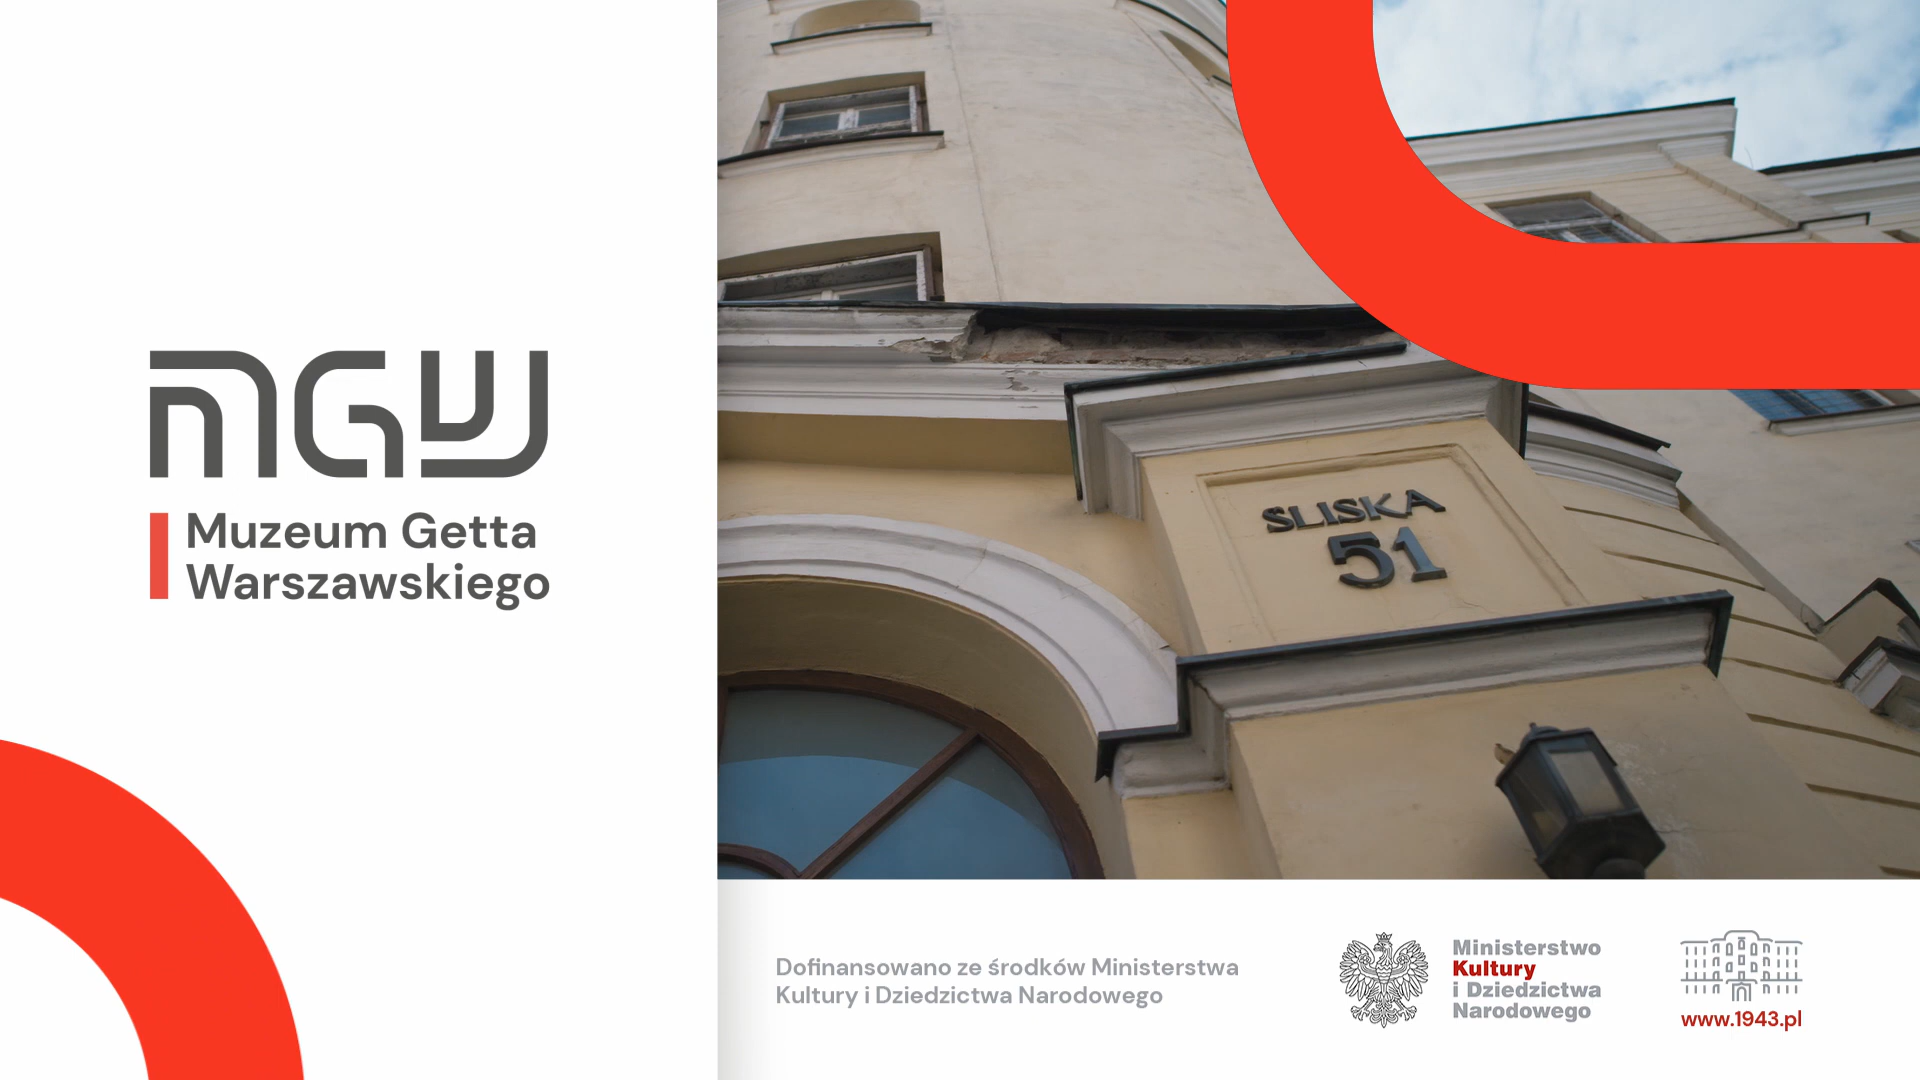 MGW
Muzeum Getta
Warszawskiego
SLISKA
51
Dofinansowano ze środków Ministerstwa
Kultury i Dziedzictwa Narodowego
Ministerstwo
Kultury
i Dziedzictwa
Narodowego
www.1943.pl